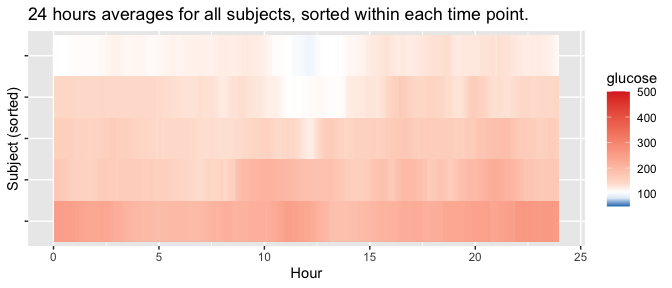 24 hours averages for all subjects, sorted within each time point.
Subject (sorted)
0
5
10
15
20
25
Hour
glucose
500
400
300
200
100